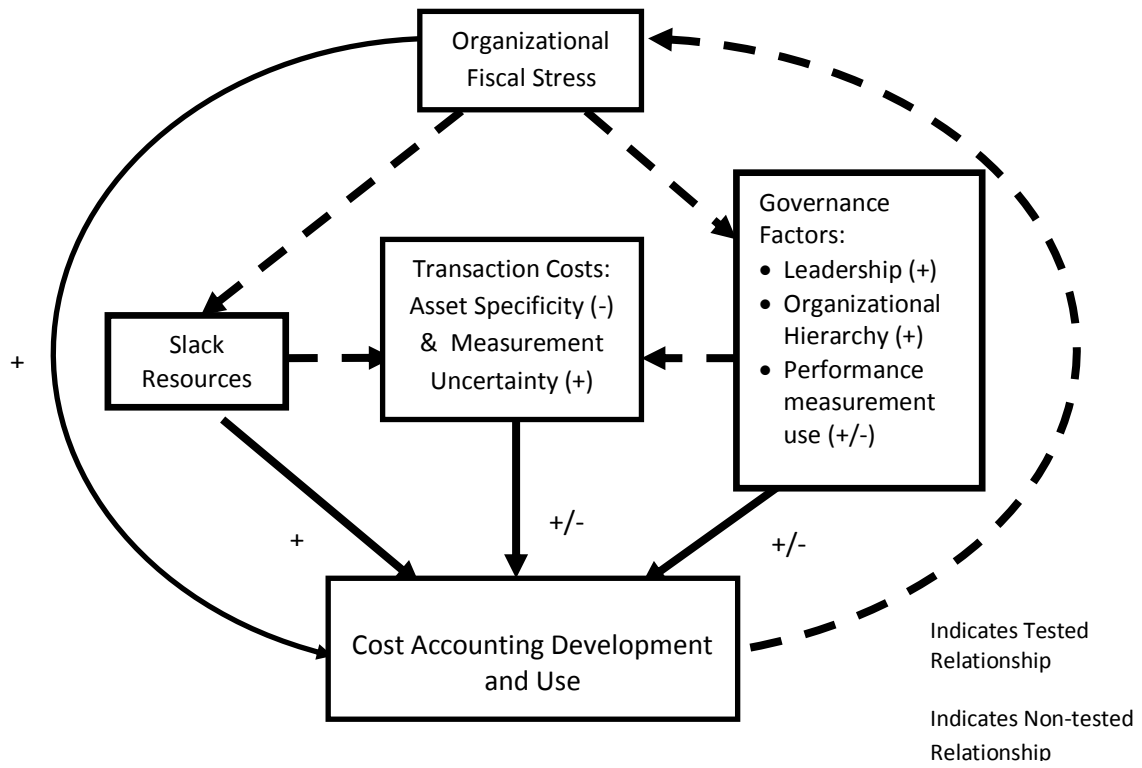 Organizational
Fiscal Stress
Governance
Factors:
• Leadership (+)
• Organizational
Hierarchy (+)
• Performance
measurement
use (+/-)
Transaction Costs:
Asset Specificity (-)
& Measurement
Uncertainty (+)
Slack
Resources
+
+
+/-
+/-
Cost Accounting Development
and Use
Indicates Tested
Relationship
Indicates Non-tested
Relationship